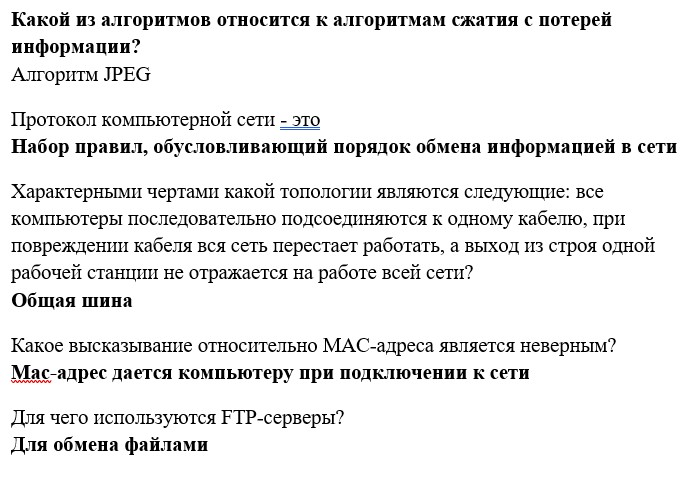 Какой из алгоритмов относится к алгоритмам сжатия с потерей
информации?
Алгоритм JPEG
Протокол компьютерной сети - это
Набор правил, обусловливающий порядок обмена информацией в сети
Характерными чертами какой топологии являются следующие: все
компьютеры последовательно подсоединяются к одному кабелю, при
повреждении кабеля вся сеть перестает работать, а выход из строя одной
рабочей станции не отражается на работе всей сети?
Общая шина
Какое высказывание относительно MAC-адреса является неверным?
Мас-адрес дается компьютеру при подключении к сети
Для чего используются FTP-серверы?
Для обмена файлами